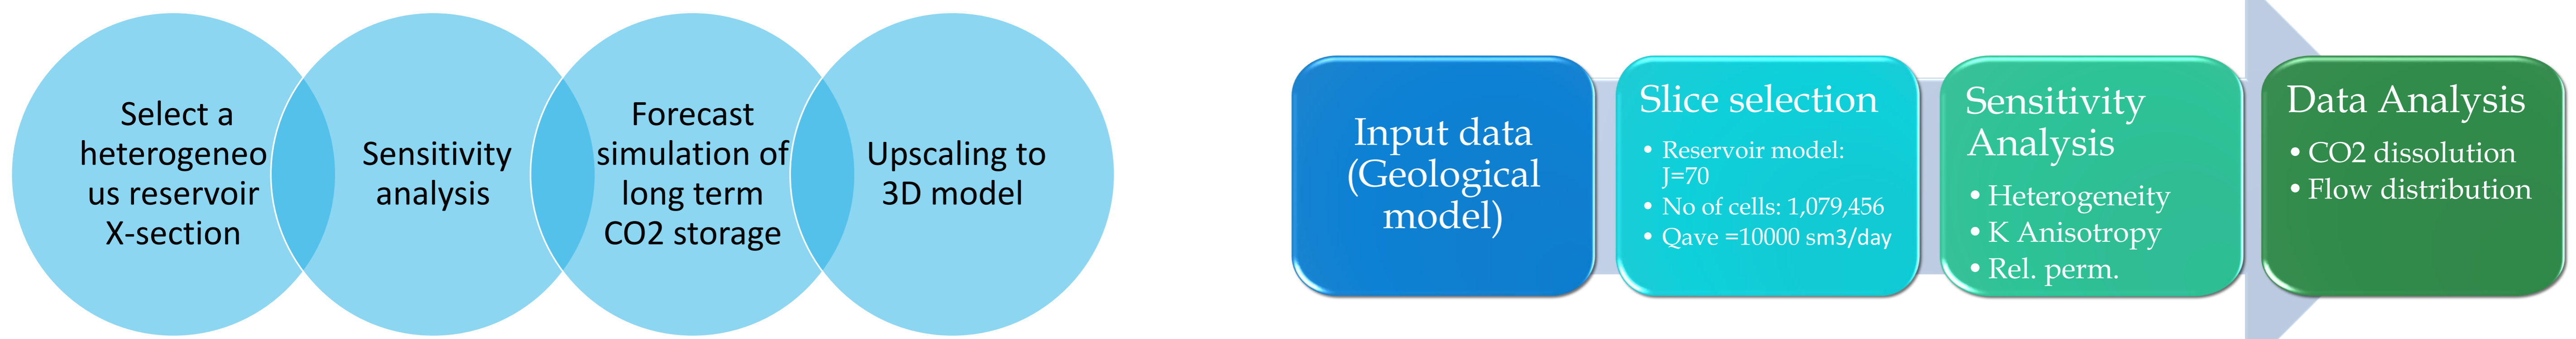 Select a
heterogeneo
us reservoir
X-section
Sensitivity
analysis
Forecast
simulation of
long term
CO2 storage
Upscaling to
3D model
Input data
(Geological
model)
Slice selection
• Reservoir model:
J=70
• No of cells: 1,079,456
• Qave =10000 sm3/day
Sensitivity
Analysis
• Heterogeneity
• K Anisotropy
• Rel. perm.
Data Analysis
• CO2 dissolution
• Flow distribution